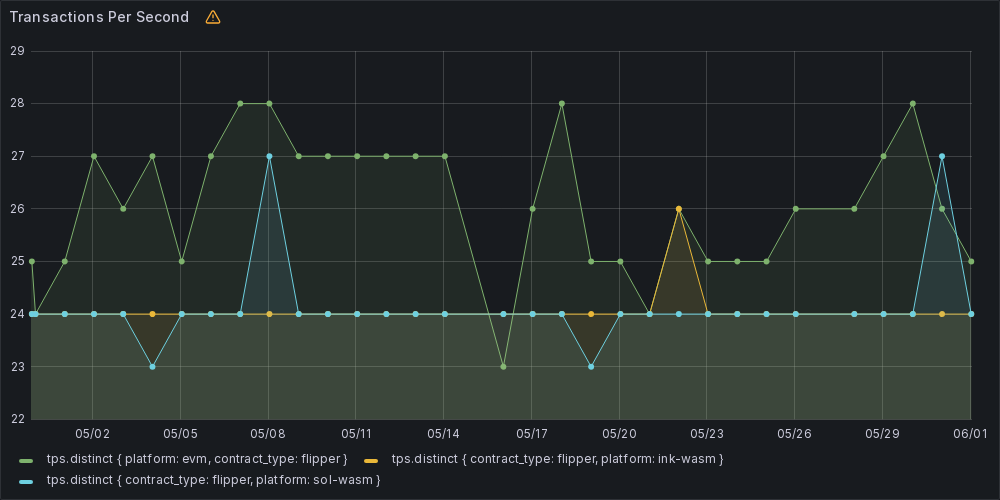 Transactions Per Second
29
28
27
26
25
24
23
22
05/02 05/05 05/08 05/11 05/14 05/17 05/20 05/23 05/26 05/29 06/01
tps.distinct { platform: evm, contract_type: flipper } tps.distinct { contract_type: flipper, platform: ink-wasm }
tps.distinct { contract_type: flipper, platform: sol-wasm }